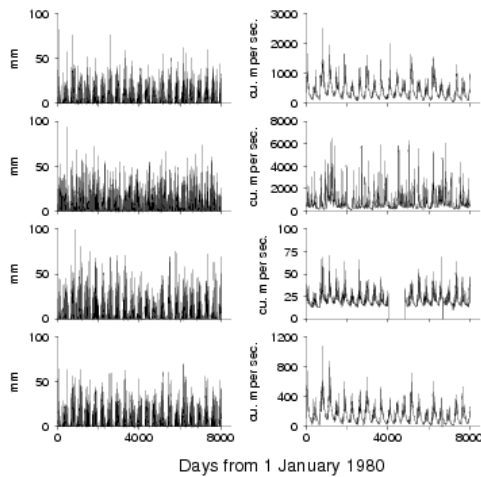 mm 100 50 0
cu. m per sec. 3000 2000 1000 0
mm 100 50 0
cu. m per sec. 8000 6000 4000 2000 0
mm 100 50 0
cu. m per sec. 100 75 50 25 0
mm 100 50 0
cu. m per sec. 1200 800 400 0
0 4000 8000 0 4000 8000
Days from 1 January 1980